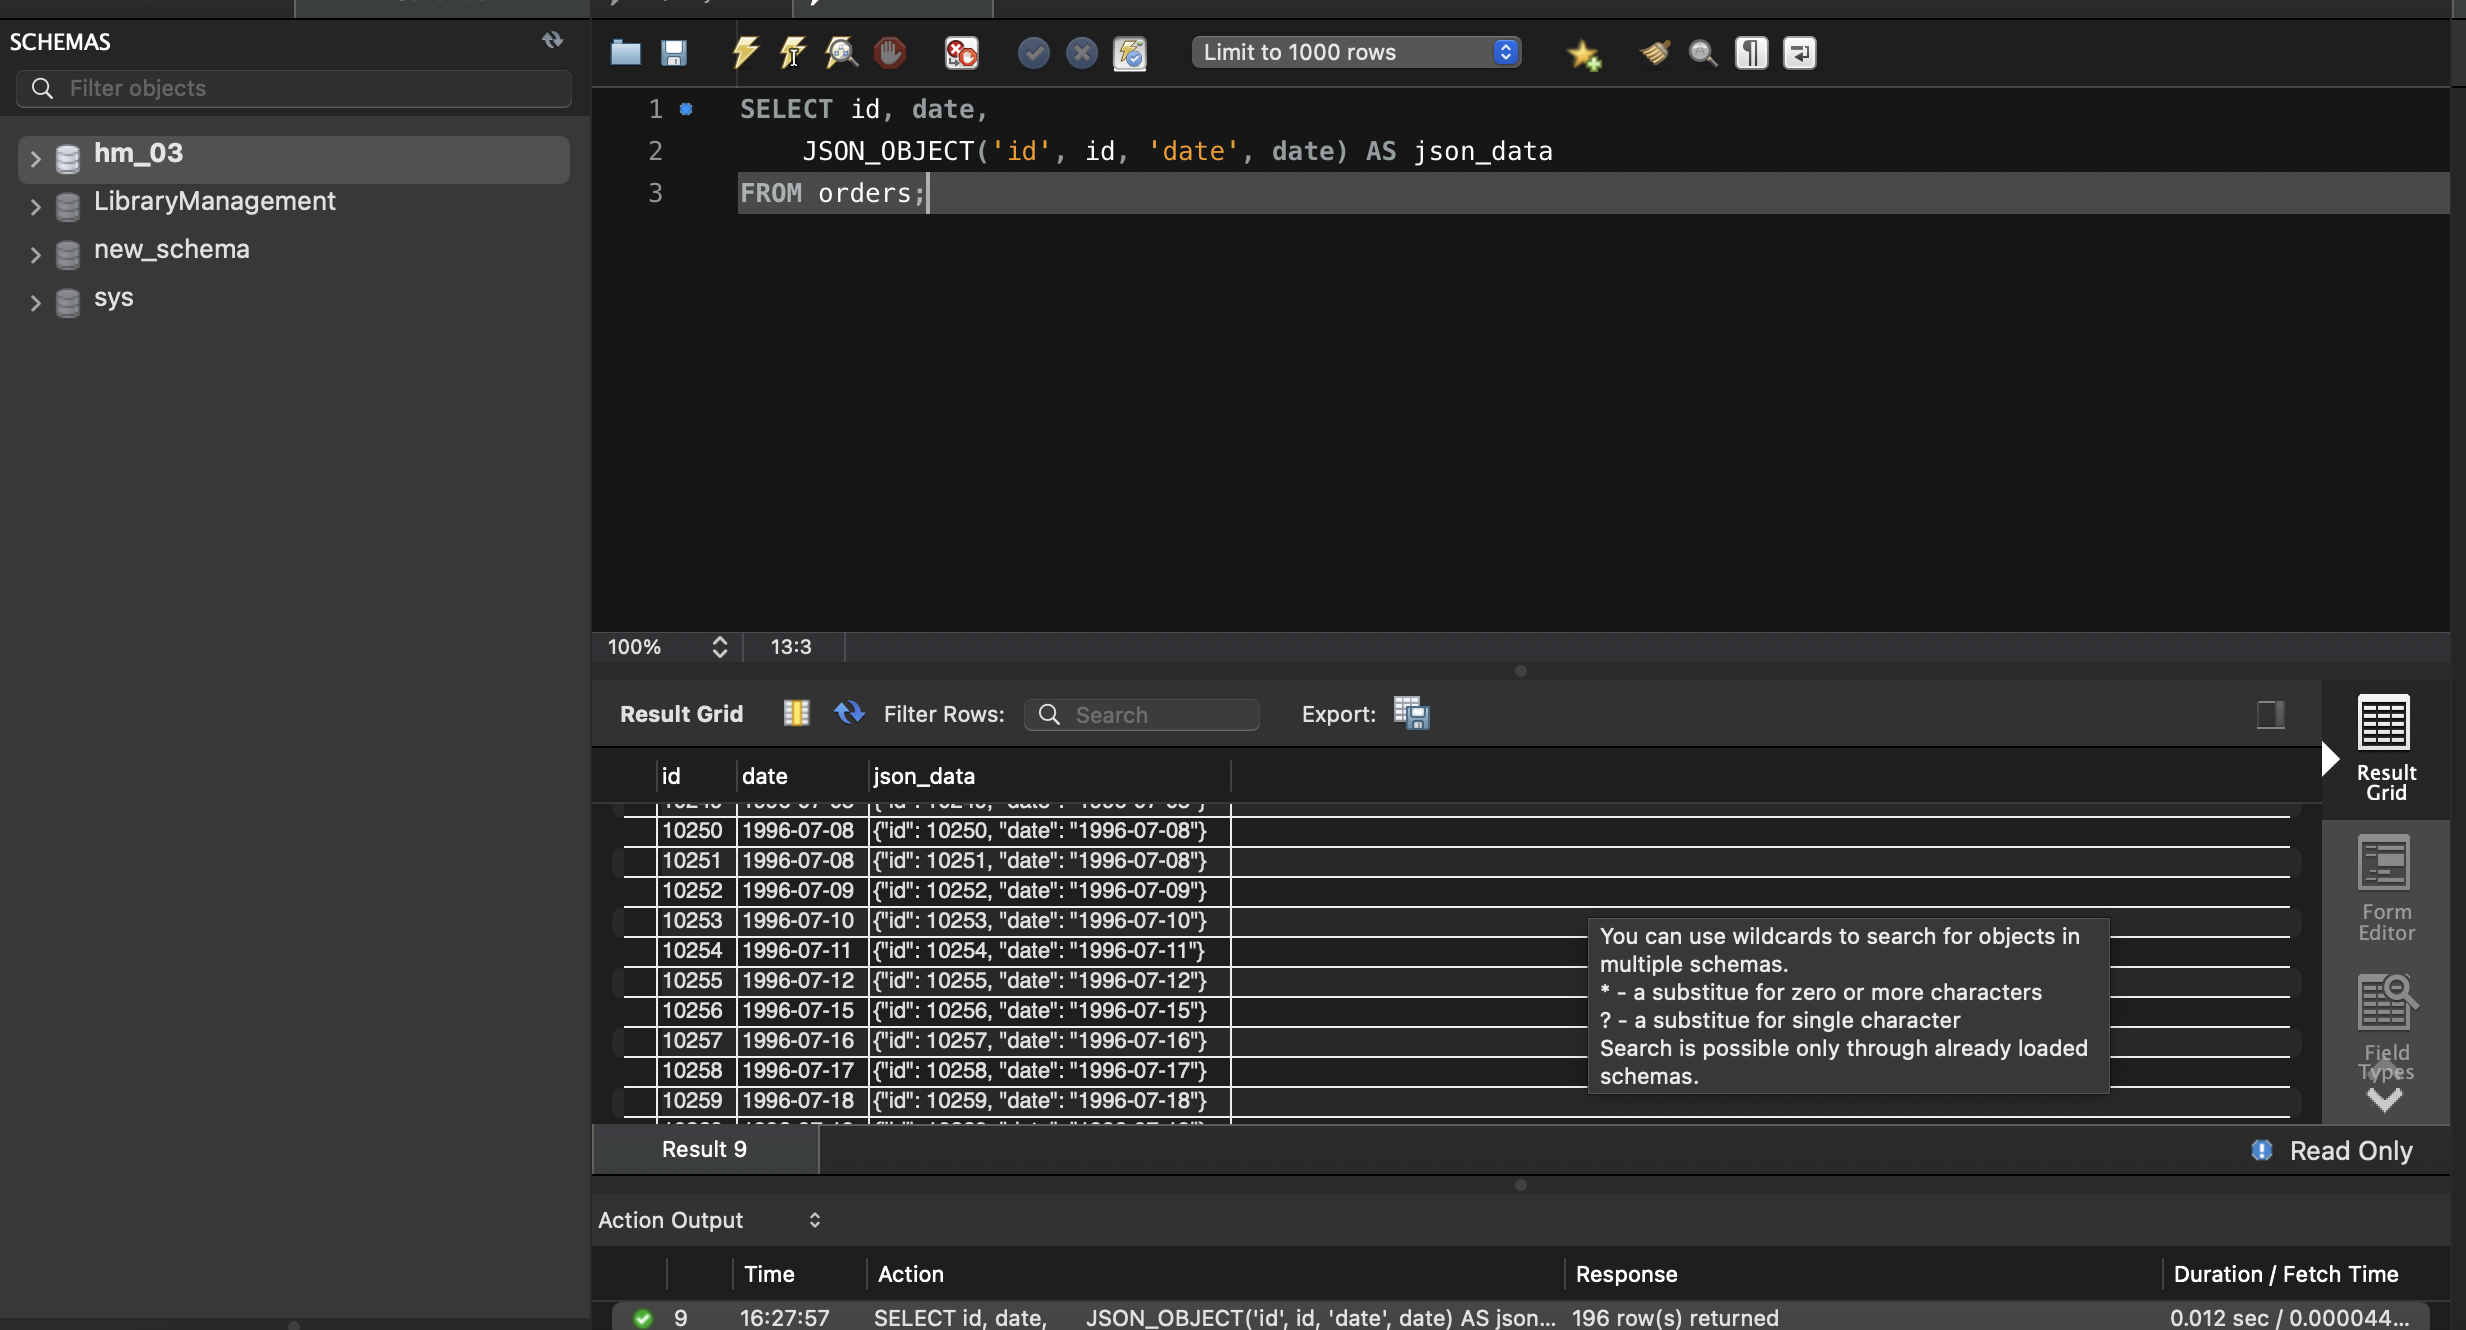 SCHEMAS
Filter objects
hm_03
LibraryManagement
new_schema
sys
Limit to 1000 rows
1 SELECT id, date,
2 JSON_OBJECT('id', id, 'date', date) AS json_data
3 FROM orders;
100% 13:3
Result Grid Filter Rows: Search Export:
id date json_data
10250 1996-07-08 {"id": 10250, "date": "1996-07-08"}
10251 1996-07-08 {"id": 10251, "date": "1996-07-08"}
10252 1996-07-09 {"id": 10252, "date": "1996-07-09"}
10253 1996-07-10 {"id": 10253, "date": "1996-07-10"}
10254 1996-07-11 {"id": 10254, "date": "1996-07-11"}
10255 1996-07-12 {"id": 10255, "date": "1996-07-12"}
10256 1996-07-15 {"id": 10256, "date": "1996-07-15"}
10257 1996-07-16 {"id": 10257, "date": "1996-07-16"}
10258 1996-07-17 {"id": 10258, "date": "1996-07-17"}
10259 1996-07-18 {"id": 10259, "date": "1996-07-18"}
You can use wildcards to search for objects in
multiple schemas.
* - a substitue for zero or more characters
? - a substitue for single character
Search is possible only through already loaded
schemas.
Result
Grid
Form
Editor
Field
Types
Result 9
Read Only
Action Output
Time Action Response Duration / Fetch Time
9 16:27:57 SELECT id, date, JSON_OBJECT('id', id, 'date', date) AS json... 196 row(s) returned 0.012 sec / 0.000044...